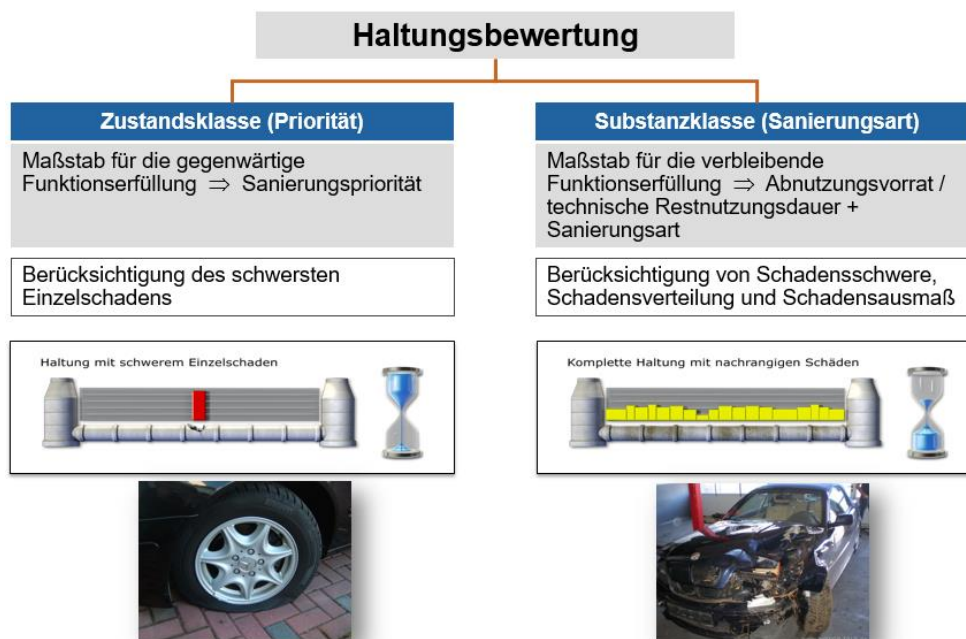 Haltungsbewertung
Zustandsklasse (Priorität)
Maßstab für die gegenwärtige
Funktionserfüllung ⇒ Sanierungspriorität
Berücksichtigung des schwersten
Einzelschadens
Haltung mit schwerem Einzelschaden
Substanzklasse (Sanierungsart)
Maßstab für die verbleibende
Funktionserfüllung ⇒ Abnutzungsvorrat /
technische Restnutzungsdauer +
Sanierungsart
Berücksichtigung von Schadensschwere,
Schadensverteilung und Schadensausmaß
Komplette Haltung mit nachrangigen Schäden